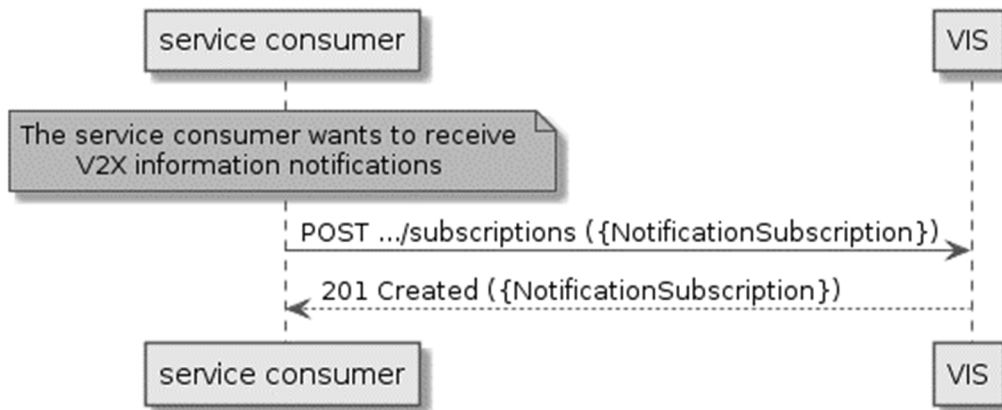 service consumer
VIS
The service consumer wants to receive
V2X information notifications
POST .../subscriptions ({NotificationSubscription})
201 Created ({NotificationSubscription})
service consumer
VIS